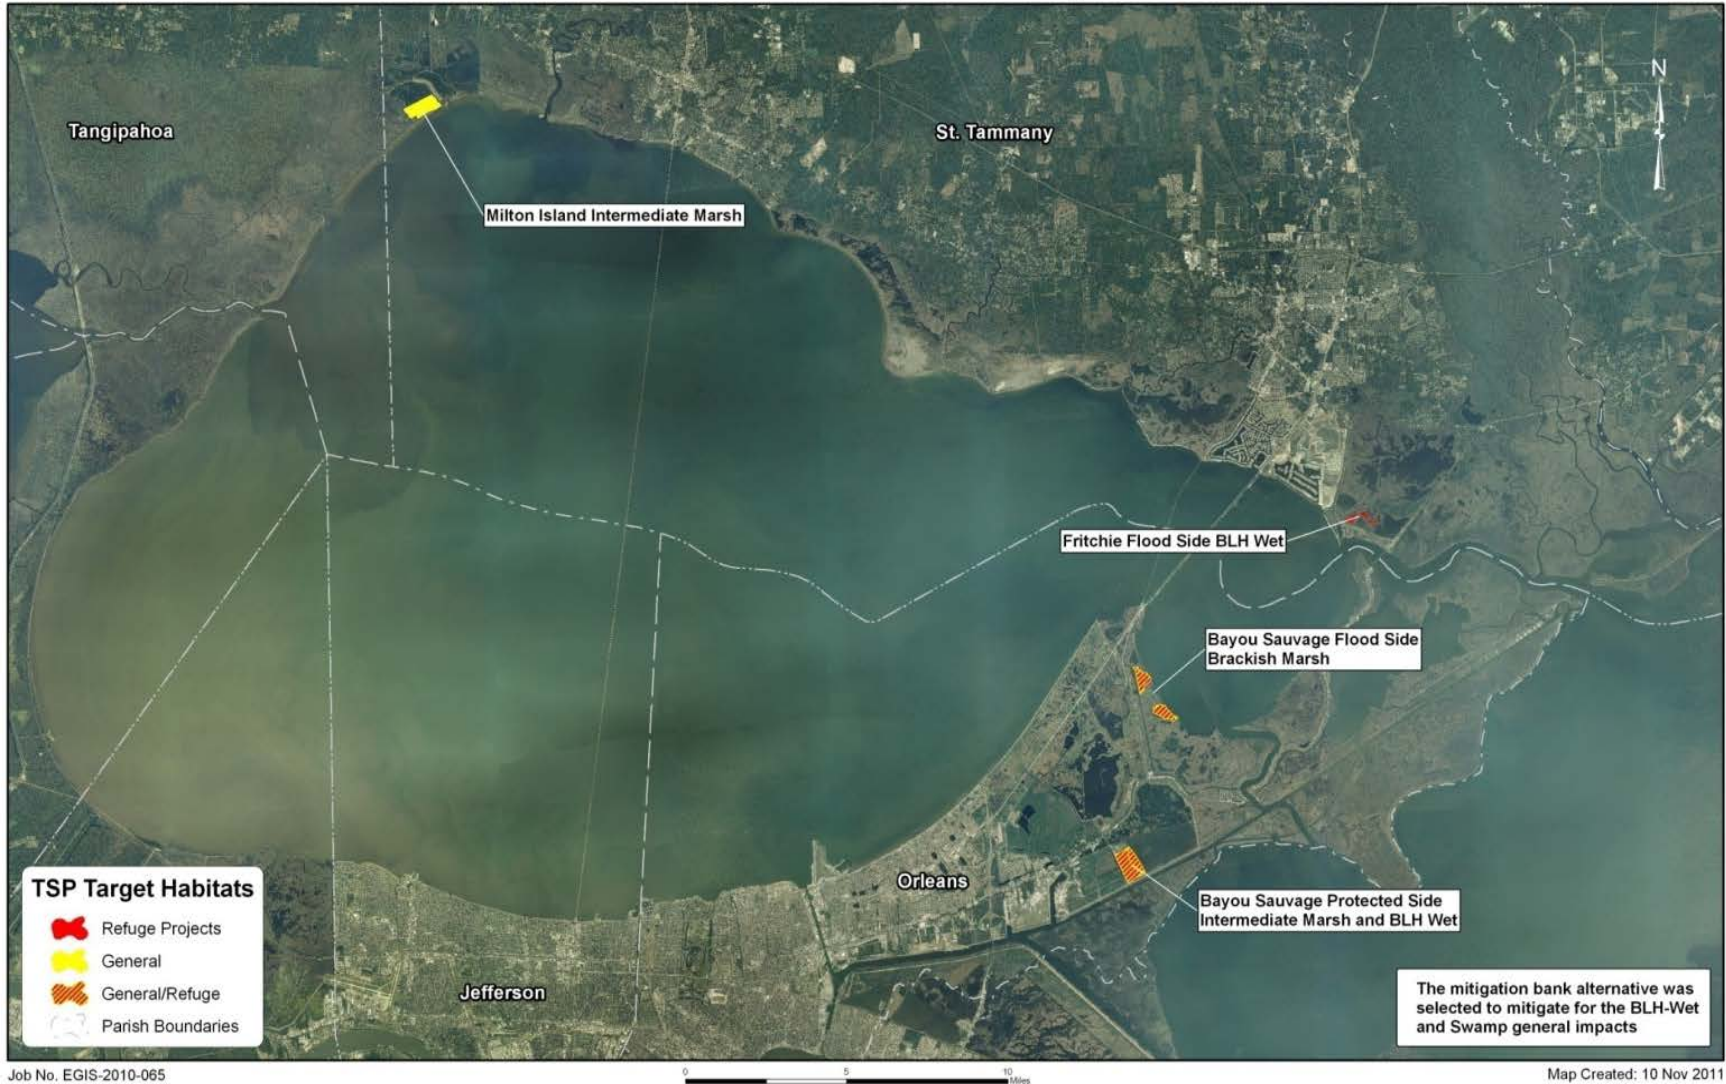 N
Tangipahoa
St. Tammany
Milton Island Intermediate Marsh
Fritchie Flood Side BLH Wet
Bayou Sauvage Flood Side
Brackish Marsh
Orleans
Bayou Sauvage Protected Side
Intermediate Marsh and BLH Wet
Jefferson
TSP Target Habitats
Refuge Projects
General
General/Refuge
Parish Boundaries
The mitigation bank alternative was
selected to mitigate for the BLH-Wet
and Swamp general impacts
Job No. EGIS-2010-065
0 5 10
Miles
Map Created: 10 Nov 2011